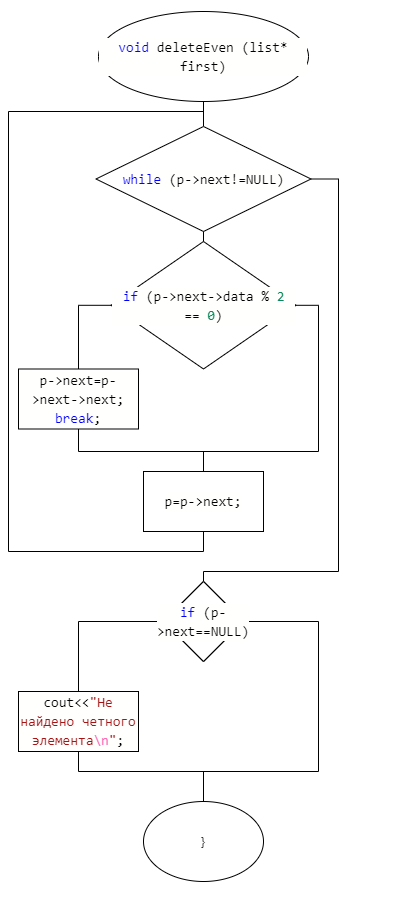 void deleteEven (list*
first)
while (p->next!=NULL)
if (p->next->data % 2
== 0)
p->next=p-
>next->next;
break;
p=p->next;
if (p-
>next==NULL)
cout<<"Не
найдено четного
элемента\n";
}